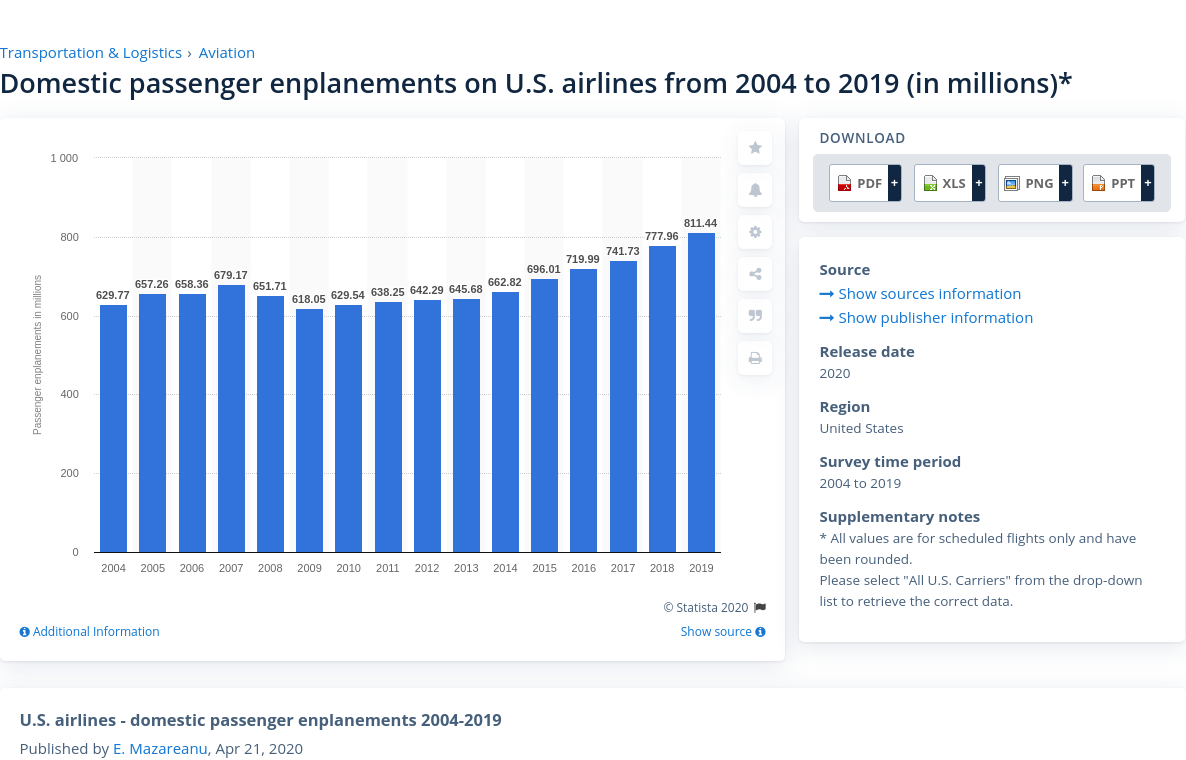 Transportation & Logistics › Aviation
Domestic passenger enplanements on U.S. airlines from 2004 to 2019 (in millions)*
Passenger enplanements in millions
1 000
800
600
400
200
0
629.77
657.26
658.36
679.17
651.71
618.05
629.54
638.25
642.29
645.68
662.82
696.01
719.99
741.73
777.96
811.44
2004 2005 2006 2007 2008 2009 2010 2011 2012 2013 2014 2015 2016 2017 2018 2019
© Statista 2020
Additional Information
Show source
DOWNLOAD
PDF + XLS + PNG + PPT +
Source
Show sources information
Show publisher information
Release date
2020
Region
United States
Survey time period
2004 to 2019
Supplementary notes
* All values are for scheduled flights only and have
been rounded.
Please select "All U.S. Carriers" from the drop-down
list to retrieve the correct data.
U.S. airlines - domestic passenger enplanements 2004-2019
Published by E. Mazareanu, Apr 21, 2020